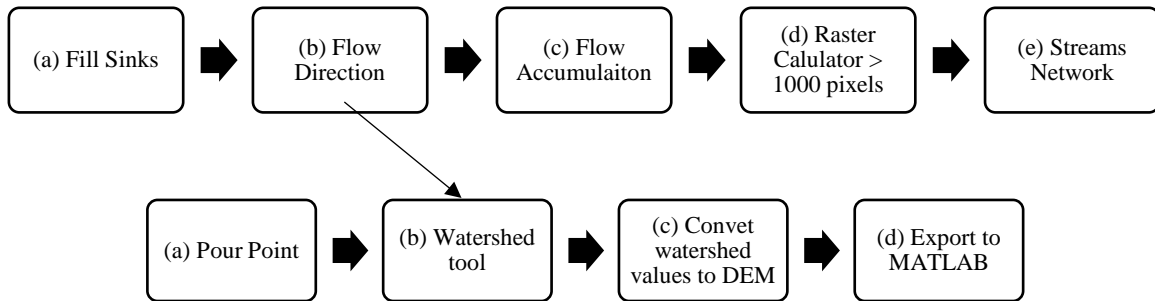 (a) Fill Sinks
(b) Flow
Direction
(c) Flow
Accumulaiton
(d) Raster
Calulator >
1000 pixels
(e) Streams
Network
(a) Pour Point
(b) Watershed
tool
(c) Convet
watershed
values to DEM
(d) Export to
MATLAB